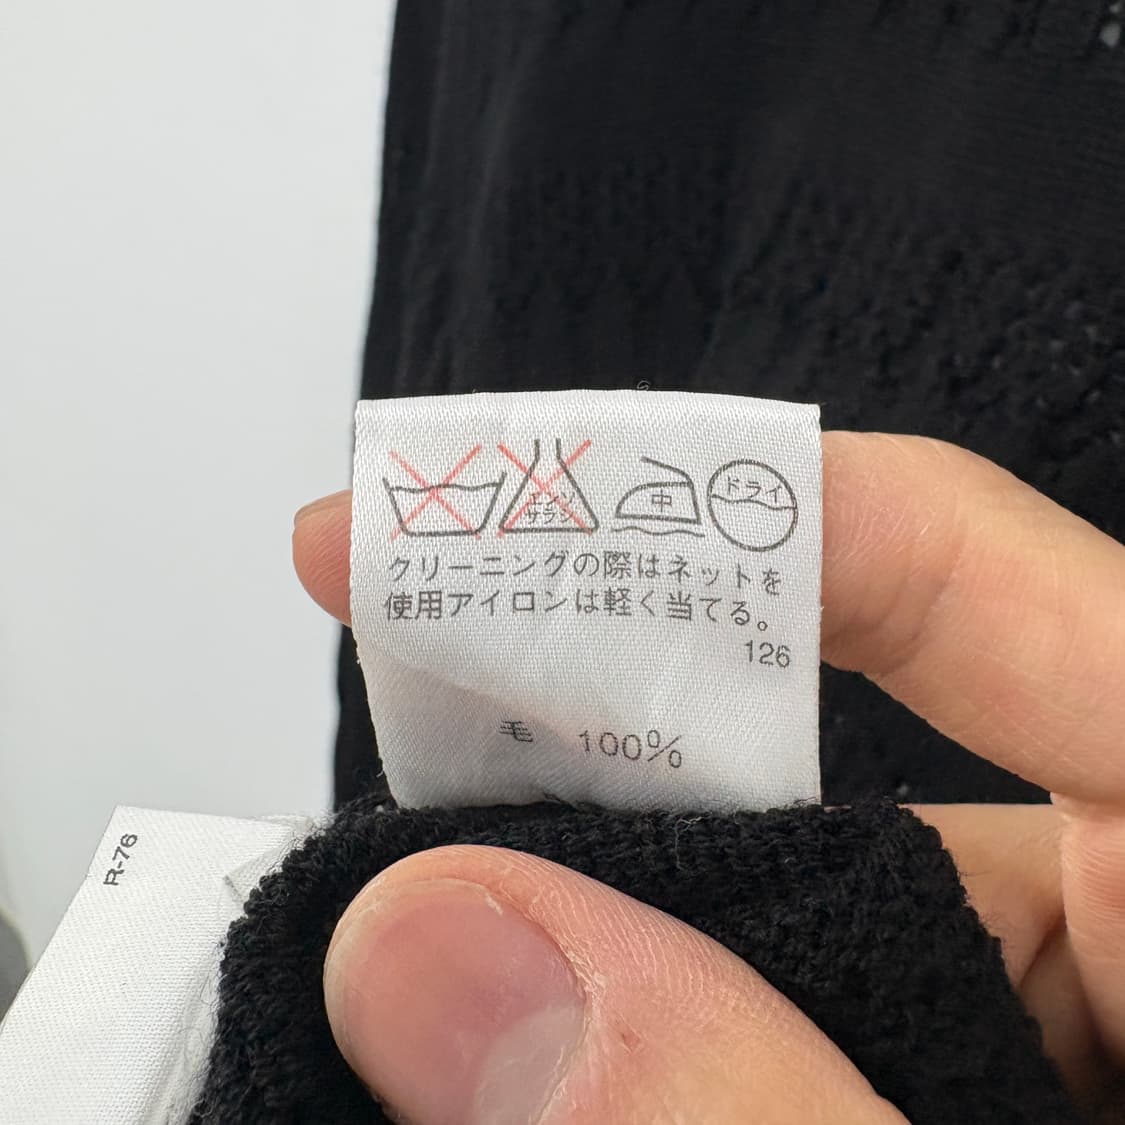 エンソ
サラシ
中
ドライ
クリーニングの際はネットを
使用アイロンは軽く当てる。
126
毛 100%
R-76